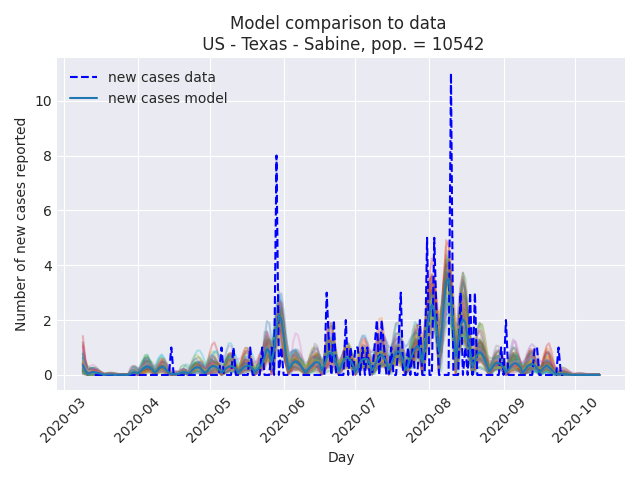 Model comparison to data
US - Texas - Sabine, pop. = 10542
new cases data
new cases model
Number of new cases reported
10
8
6
4
2
0
2020-03
2020-04
2020-05
2020-06
2020-07
2020-08
2020-09
2020-10
Day